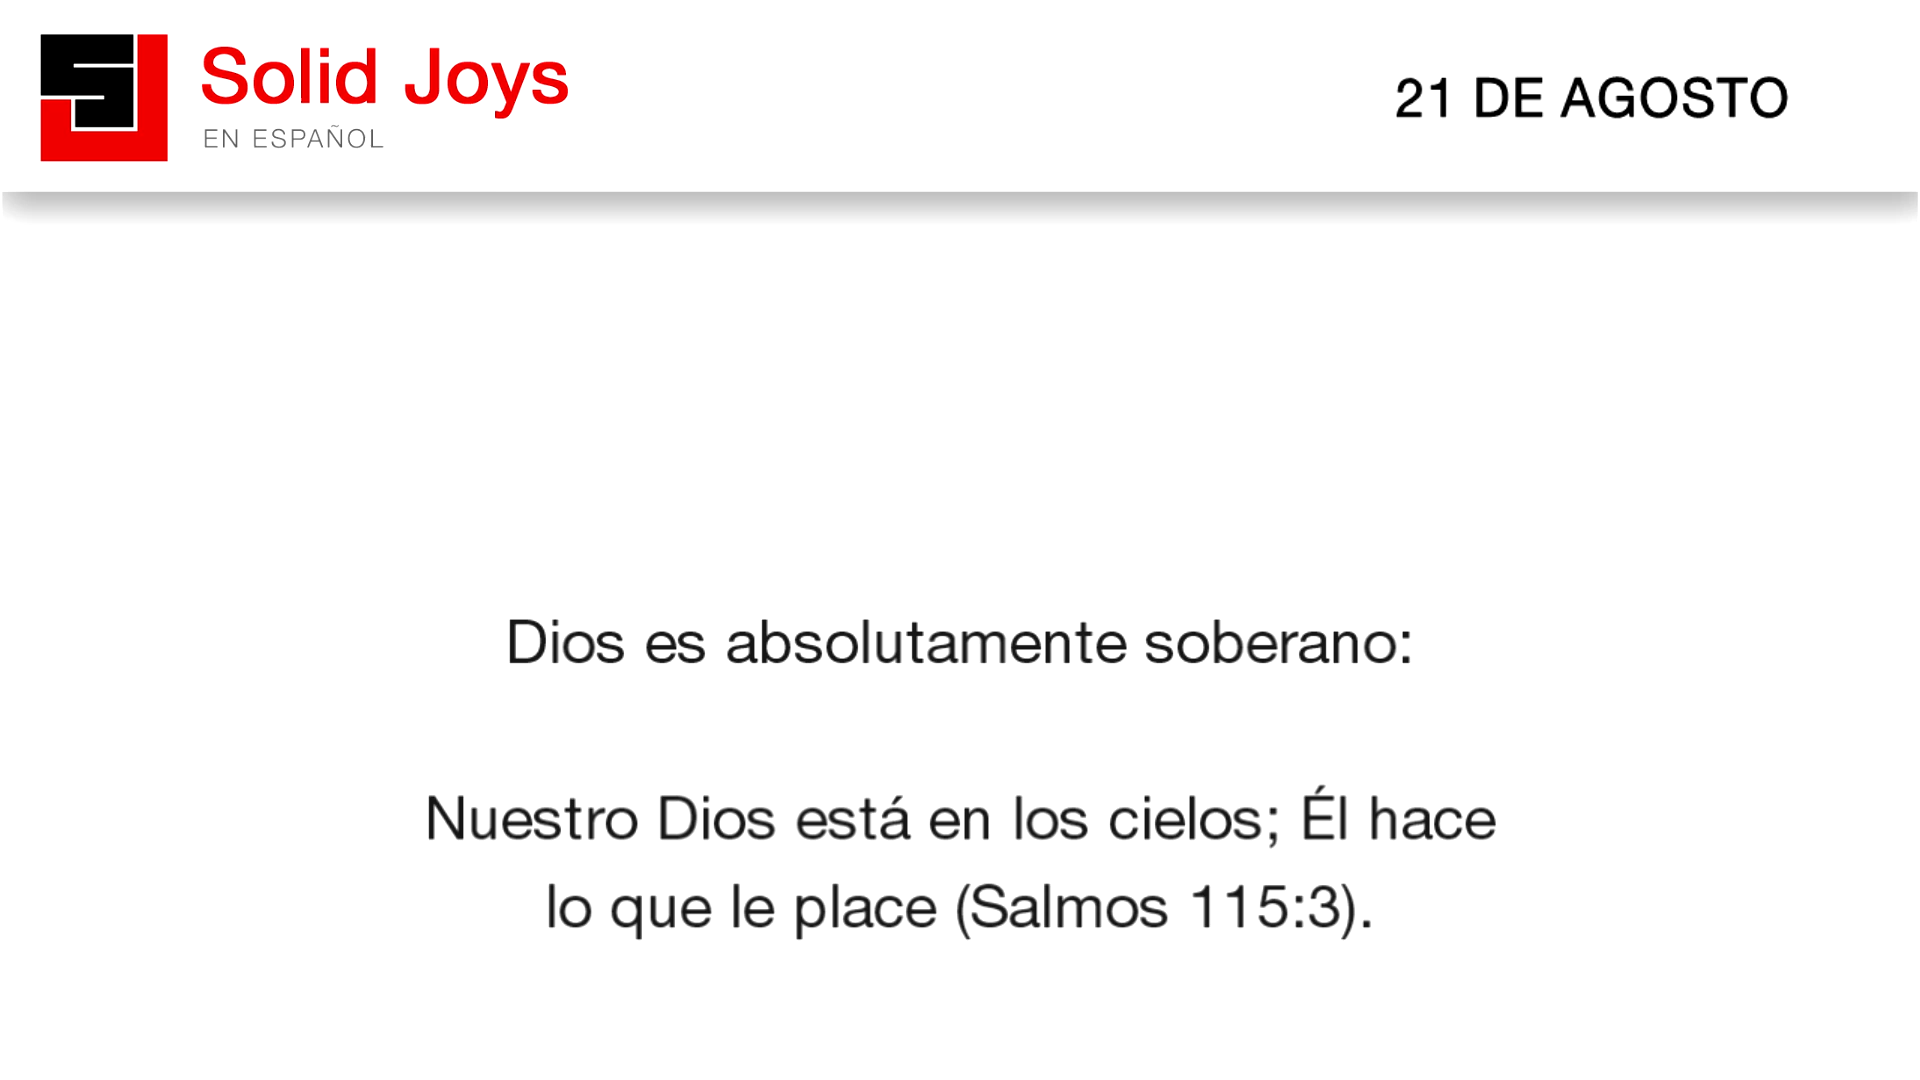 Solid Joys
EN ESPAÑOL
21 DE AGOSTO
Dios es absolutamente soberano:
Nuestro Dios está en los cielos; Él hace
lo que le place (Salmos 115:3).